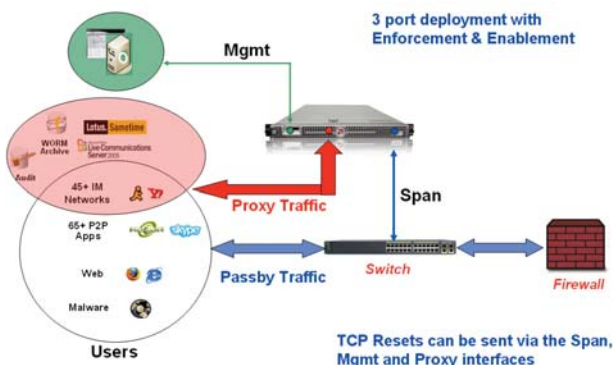 3 port deployment with
Enforcement & Enablement
Mgmt
Lotus. Sametime
WORM
Archive
Live Communications
Server 2005
Audit
45+ IM
Networks
Proxy Traffic
Span
65+ P2P
Apps
skype
Passby Traffic
Switch
Firewall
Web
Malware
Users
TCP Resets can be sent via the Span,
Mgmt and Proxy interfaces